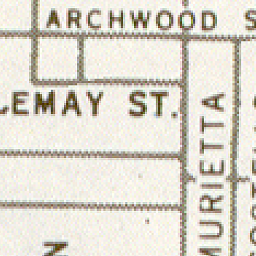 ARCHWOOD S
LEMAY ST.
MURIETTA
N